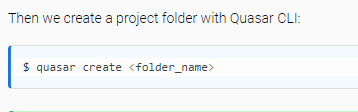 Then we create a project folder with Quasar CLI:
$ quasar create <folder_name>